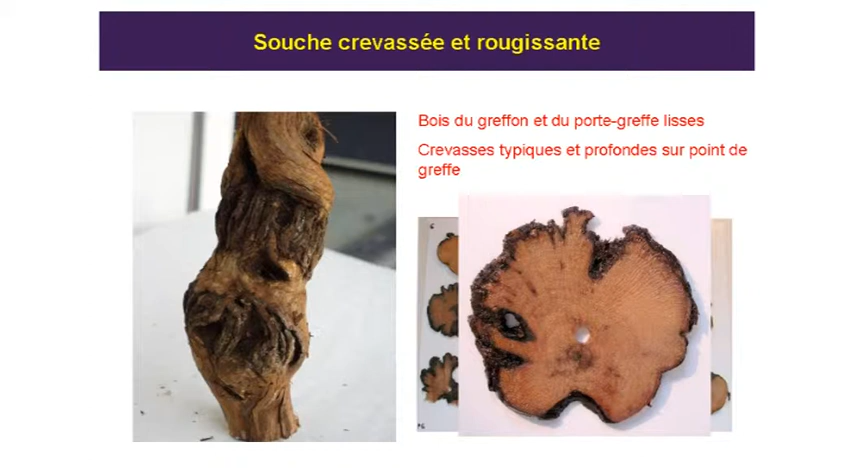 Souche crevassée et rougissante
Bois du greffon et du porte-greffe lisses
Crevasses typiques et profondes sur point de
greffe